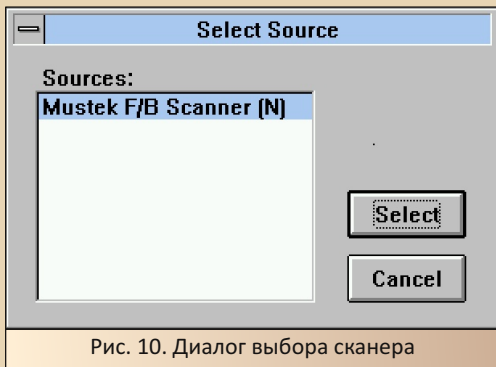 Select Source
Sources:
Mustek F/B Scanner (N)
Select
Cancel
Рис. 10. Диалог выбора сканера